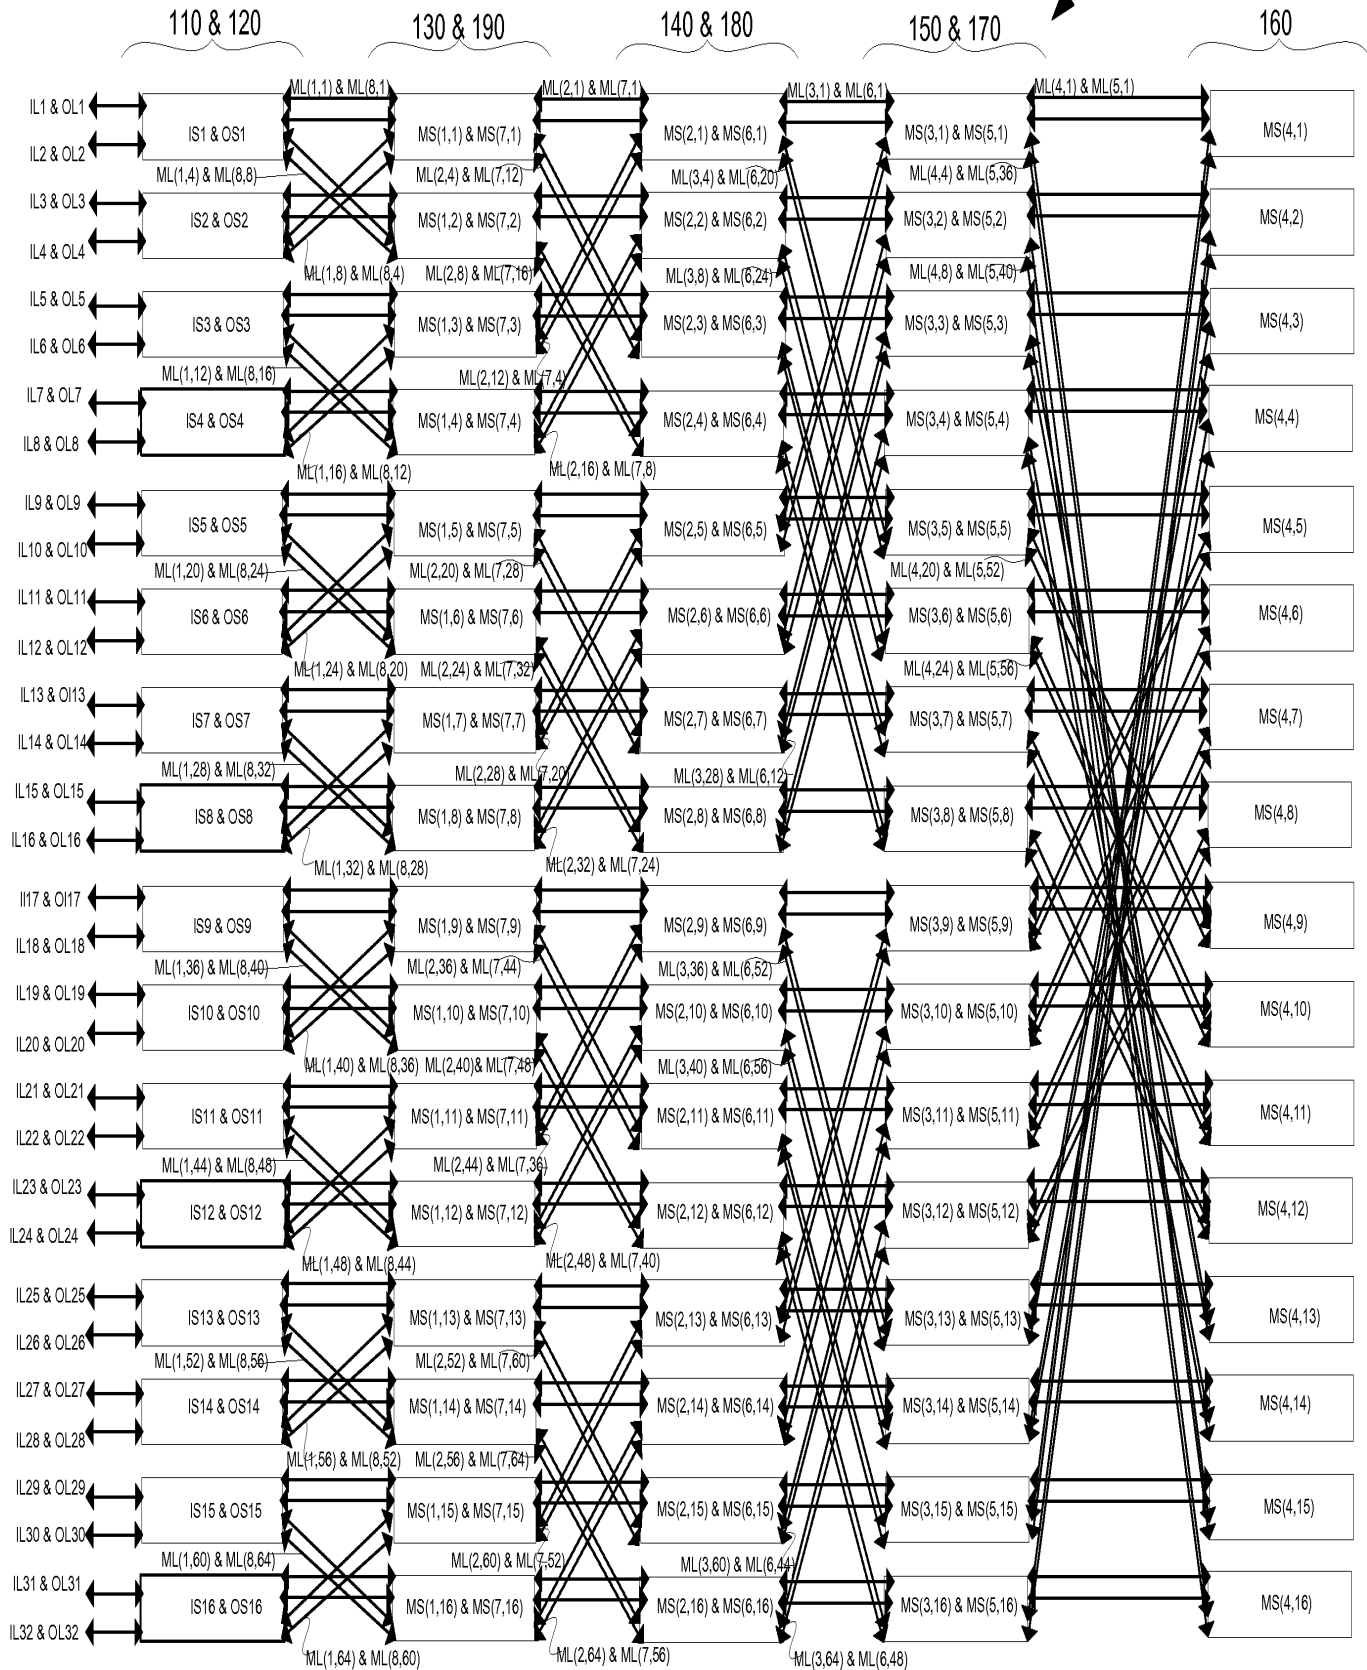 110 & 120
130 & 190
140 & 180
150 & 170
160
ML(1,1) & ML(8,1)
ML(2,1) & ML(7,1)
ML(3,1) & ML(6,1)
ML(4,1) & ML(5,1)
IL1 & OL1
IS1 & OS1
MS(1,1) & MS(7,1)
MS(2,1) & MS(6,1)
MS(3,1) & MS(5,1)
MS(4,1)
IL2 & OL2
ML(1,4) & ML(8,8)
ML(2,4) & ML(7,12)
ML(3,4) & ML(6,20)
ML(4,4) & ML(5,36)
IL3 & OL3
IS2 & OS2
MS(1,2) & MS(7,2)
MS(2,2) & MS(6,2)
MS(3,2) & MS(5,2)
MS(4,2)
IL4 & OL4
ML(1,8) & ML(8,4)
ML(2,8) & ML(7,16)
ML(3,8) & ML(6,24)
ML(4,8) & ML(5,40)
IL5 & OL5
IS3 & OS3
MS(1,3) & MS(7,3)
MS(2,3) & MS(6,3)
MS(3,3) & MS(5,3)
MS(4,3)
IL6 & OL6
ML(1,12) & ML(8,16)
ML(2,12) & ML(7,4)
IL7 & OL7
IS4 & OS4
MS(1,4) & MS(7,4)
MS(2,4) & MS(6,4)
MS(3,4) & MS(5,4)
MS(4,4)
IL8 & OL8
ML(1,16) & ML(8,12)
ML(2,16) & ML(7,8)
IL9 & OL9
IS5 & OS5
MS(1,5) & MS(7,5)
MS(2,5) & MS(6,5)
MS(3,5) & MS(5,5)
MS(4,5)
IL10 & OL10
ML(1,20) & ML(8,24)
ML(2,20) & ML(7,28)
ML(4,20) & ML(5,52)
IL11 & OL11
IS6 & OS6
MS(1,6) & MS(7,6)
MS(2,6) & MS(6,6)
MS(3,6) & MS(5,6)
MS(4,6)
IL12 & OL12
ML(1,24) & ML(8,20)
ML(2,24) & ML(7,32)
ML(4,24) & ML(5,56)
IL13 & Ol13
IS7 & OS7
MS(1,7) & MS(7,7)
MS(2,7) & MS(6,7)
MS(3,7) & MS(5,7)
MS(4,7)
IL14 & OL14
ML(1,28) & ML(8,32)
ML(2,28) & ML(7,20)
ML(3,28) & ML(6,12)
IL15 & OL15
IS8 & OS8
MS(1,8) & MS(7,8)
MS(2,8) & MS(6,8)
MS(3,8) & MS(5,8)
MS(4,8)
IL16 & OL16
ML(1,32) & ML(8,28)
ML(2,32) & ML(7,24)
Il17 & Ol17
IS9 & OS9
MS(1,9) & MS(7,9)
MS(2,9) & MS(6,9)
MS(3,9) & MS(5,9)
MS(4,9)
IL18 & OL18
ML(1,36) & ML(8,40)
ML(2,36) & ML(7,44)
ML(3,36) & ML(6,52)
IL19 & OL19
IS10 & OS10
MS(1,10) & MS(7,10)
MS(2,10) & MS(6,10)
MS(3,10) & MS(5,10)
MS(4,10)
IL20 & OL20
ML(1,40) & ML(8,36)
ML(2,40)& ML(7,48)
ML(3,40) & ML(6,56)
IL21 & OL21
IS11 & OS11
MS(1,11) & MS(7,11)
MS(2,11) & MS(6,11)
MS(3,11) & MS(5,11)
MS(4,11)
IL22 & OL22
ML(1,44) & ML(8,48)
ML(2,44) & ML(7,36)
IL23 & OL23
IS12 & OS12
MS(1,12) & MS(7,12)
MS(2,12) & MS(6,12)
MS(3,12) & MS(5,12)
MS(4,12)
IL24 & OL24
ML(1,48) & ML(8,44)
ML(2,48) & ML(7,40)
IL25 & OL25
IS13 & OS13
MS(1,13) & MS(7,13)
MS(2,13) & MS(6,13)
MS(3,13) & MS(5,13)
MS(4,13)
IL26 & OL26
ML(1,52) & ML(8,56)
ML(2,52) & ML(7,60)
IL27 & OL27
IS14 & OS14
MS(1,14) & MS(7,14)
MS(2,14) & MS(6,14)
MS(3,14) & MS(5,14)
MS(4,14)
IL28 & OL28
ML(1,56) & ML(8,52)
ML(2,56) & ML(7,64)
IL29 & OL29
IS15 & OS15
MS(1,15) & MS(7,15)
MS(2,15) & MS(6,15)
MS(3,15) & MS(5,15)
MS(4,15)
IL30 & OL30
ML(1,60) & ML(8,64)
ML(2,60) & ML(7,52)
ML(3,60) & ML(6,44)
IL31 & OL31
IS16 & OS16
MS(1,16) & MS(7,16)
MS(2,16) & MS(6,16)
MS(3,16) & MS(5,16)
MS(4,16)
IL32 & OL32
ML(1,64) & ML(8,60)
ML(2,64) & ML(7,56)
ML(3,64) & ML(6,48)